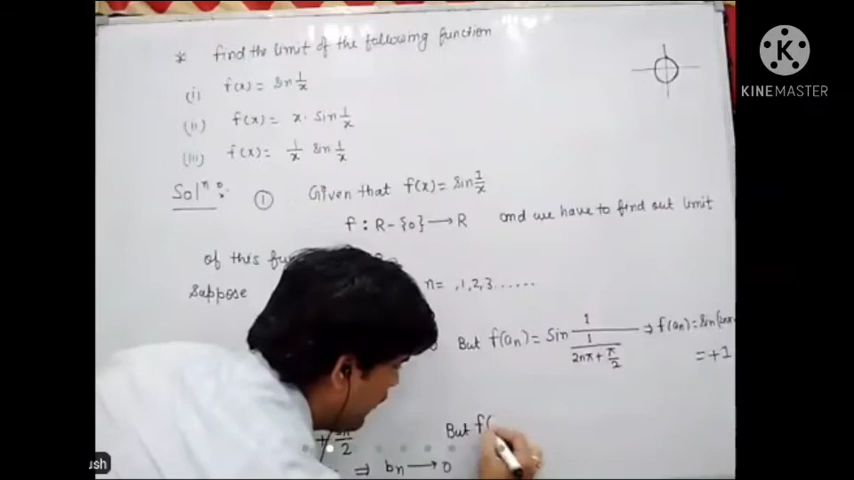 * find the limit of the following function
(i) f(x) = sin 1/x
(ii) f(x) = x. sin 1/x
(iii) f(x) = 1/x sin 1/x
Solⁿ: ① Given that f(x) = sin 1/x
f : R-{0} → R and we have to find out limit
of this
Suppose n= ,1,2,3......
But f(aₙ) = sin 1/(1/(2nπ+π/2)) ⇒ f(aₙ) = sin(2nπ
= +1
2
But f(
⇒ bₙ → 0
KINEMASTER
ush